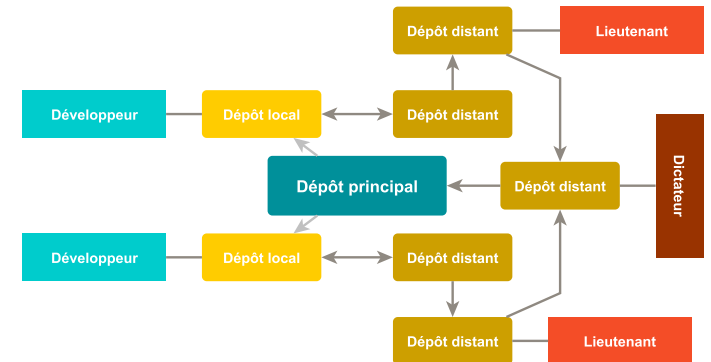 Dépôt distant
Lieutenant
Développeur
Dépôt local
Dépôt distant
Dépôt principal
Dépôt distant
Dictateur
Développeur
Dépôt local
Dépôt distant
Dépôt distant
Lieutenant